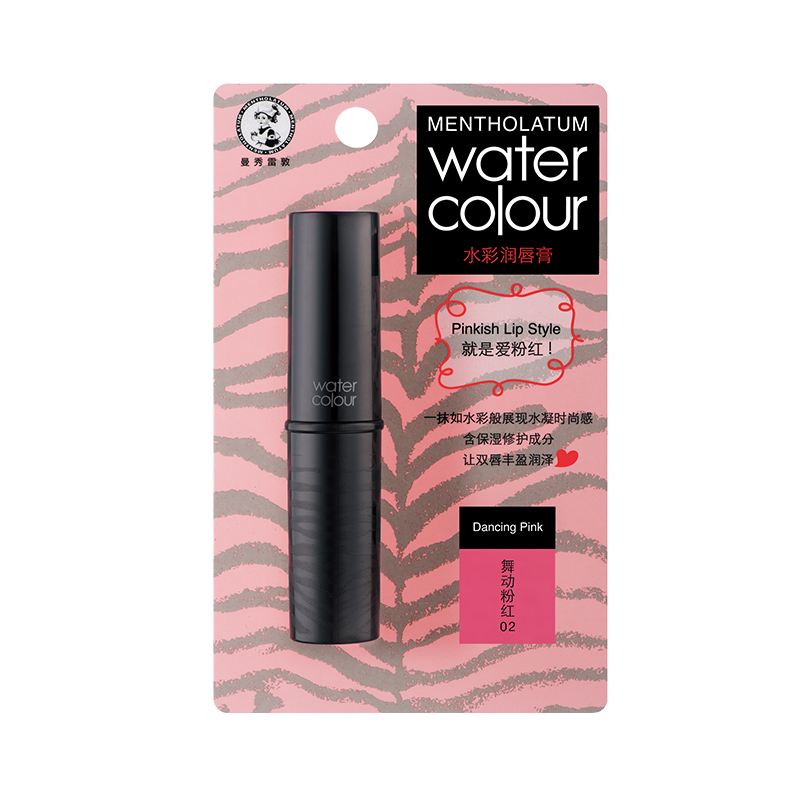 MENTHOLATUM
曼秀雷敦
MENTHOLATUM
water
colour
水彩润唇膏
Pinkish Lip Style
就是爱粉红！
一抹如水彩般展现水凝时尚感
含保湿修护成分
让双唇丰盈润泽
water
colour
Dancing Pink
舞动粉红
02